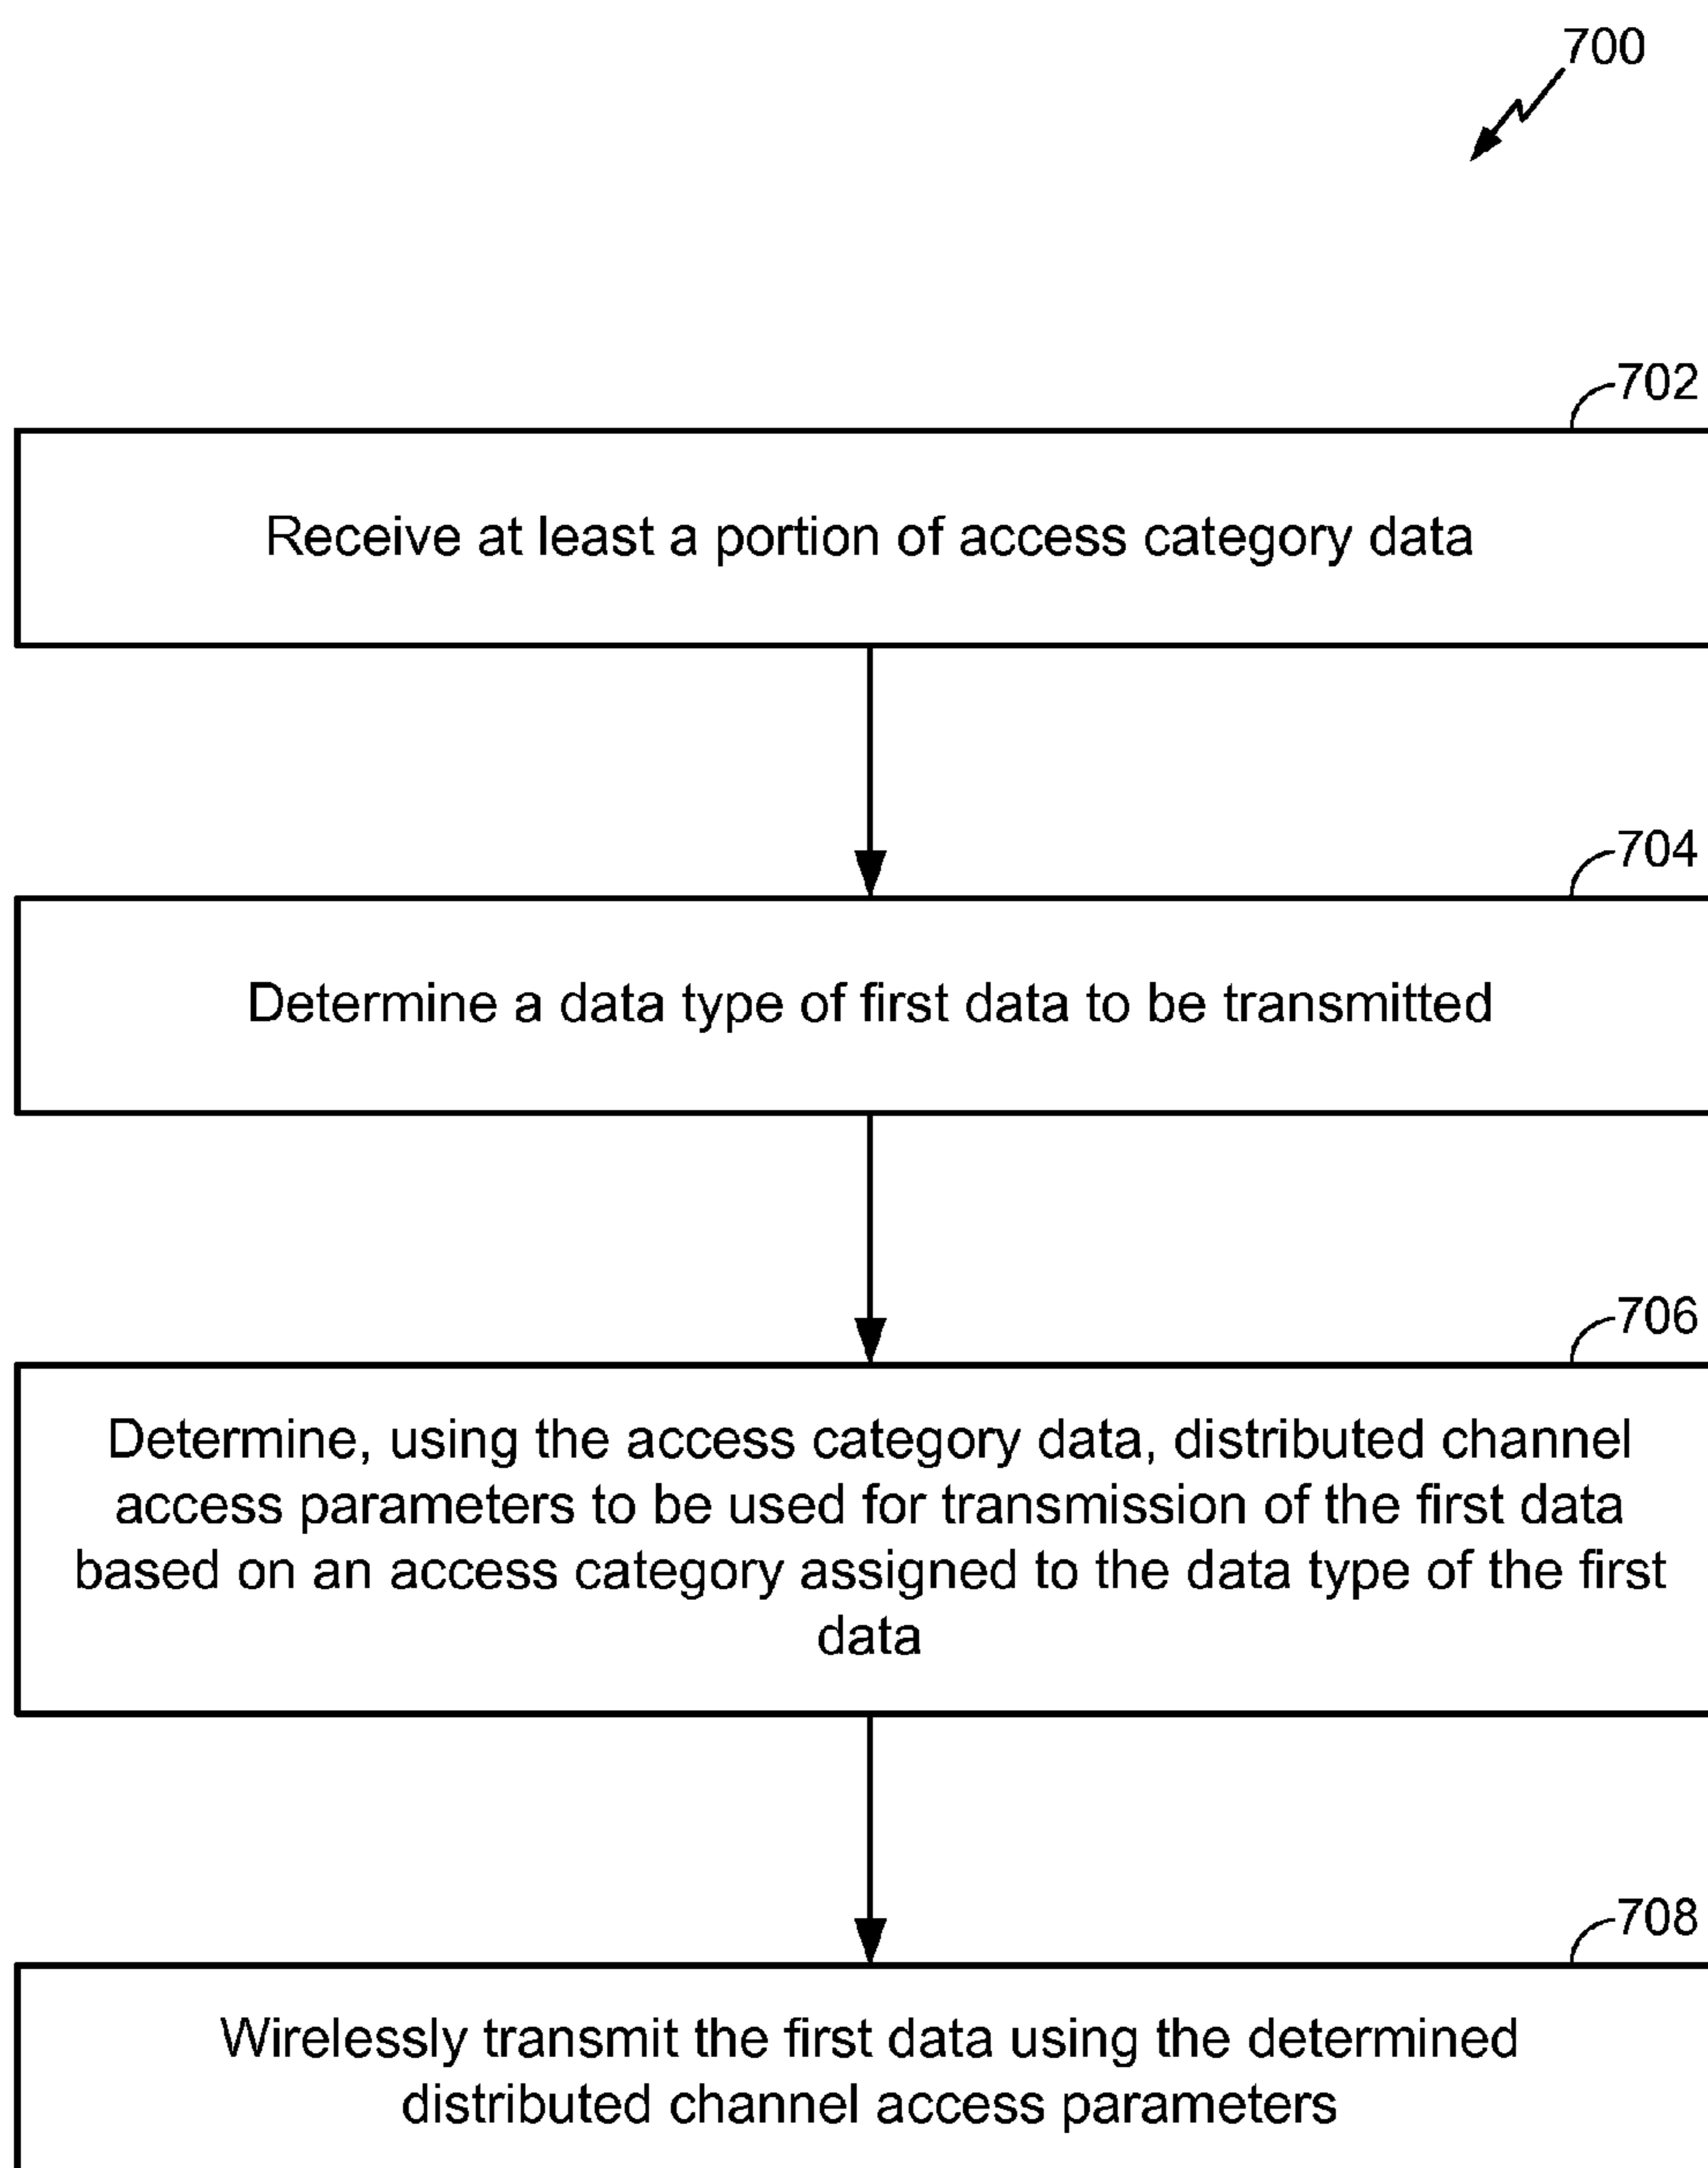 700
702
Receive at least a portion of access category data
704
Determine a data type of first data to be transmitted
706
Determine, using the access category data, distributed channel
access parameters to be used for transmission of the first data
based on an access category assigned to the data type of the first
data
708
Wirelessly transmit the first data using the determined
distributed channel access parameters